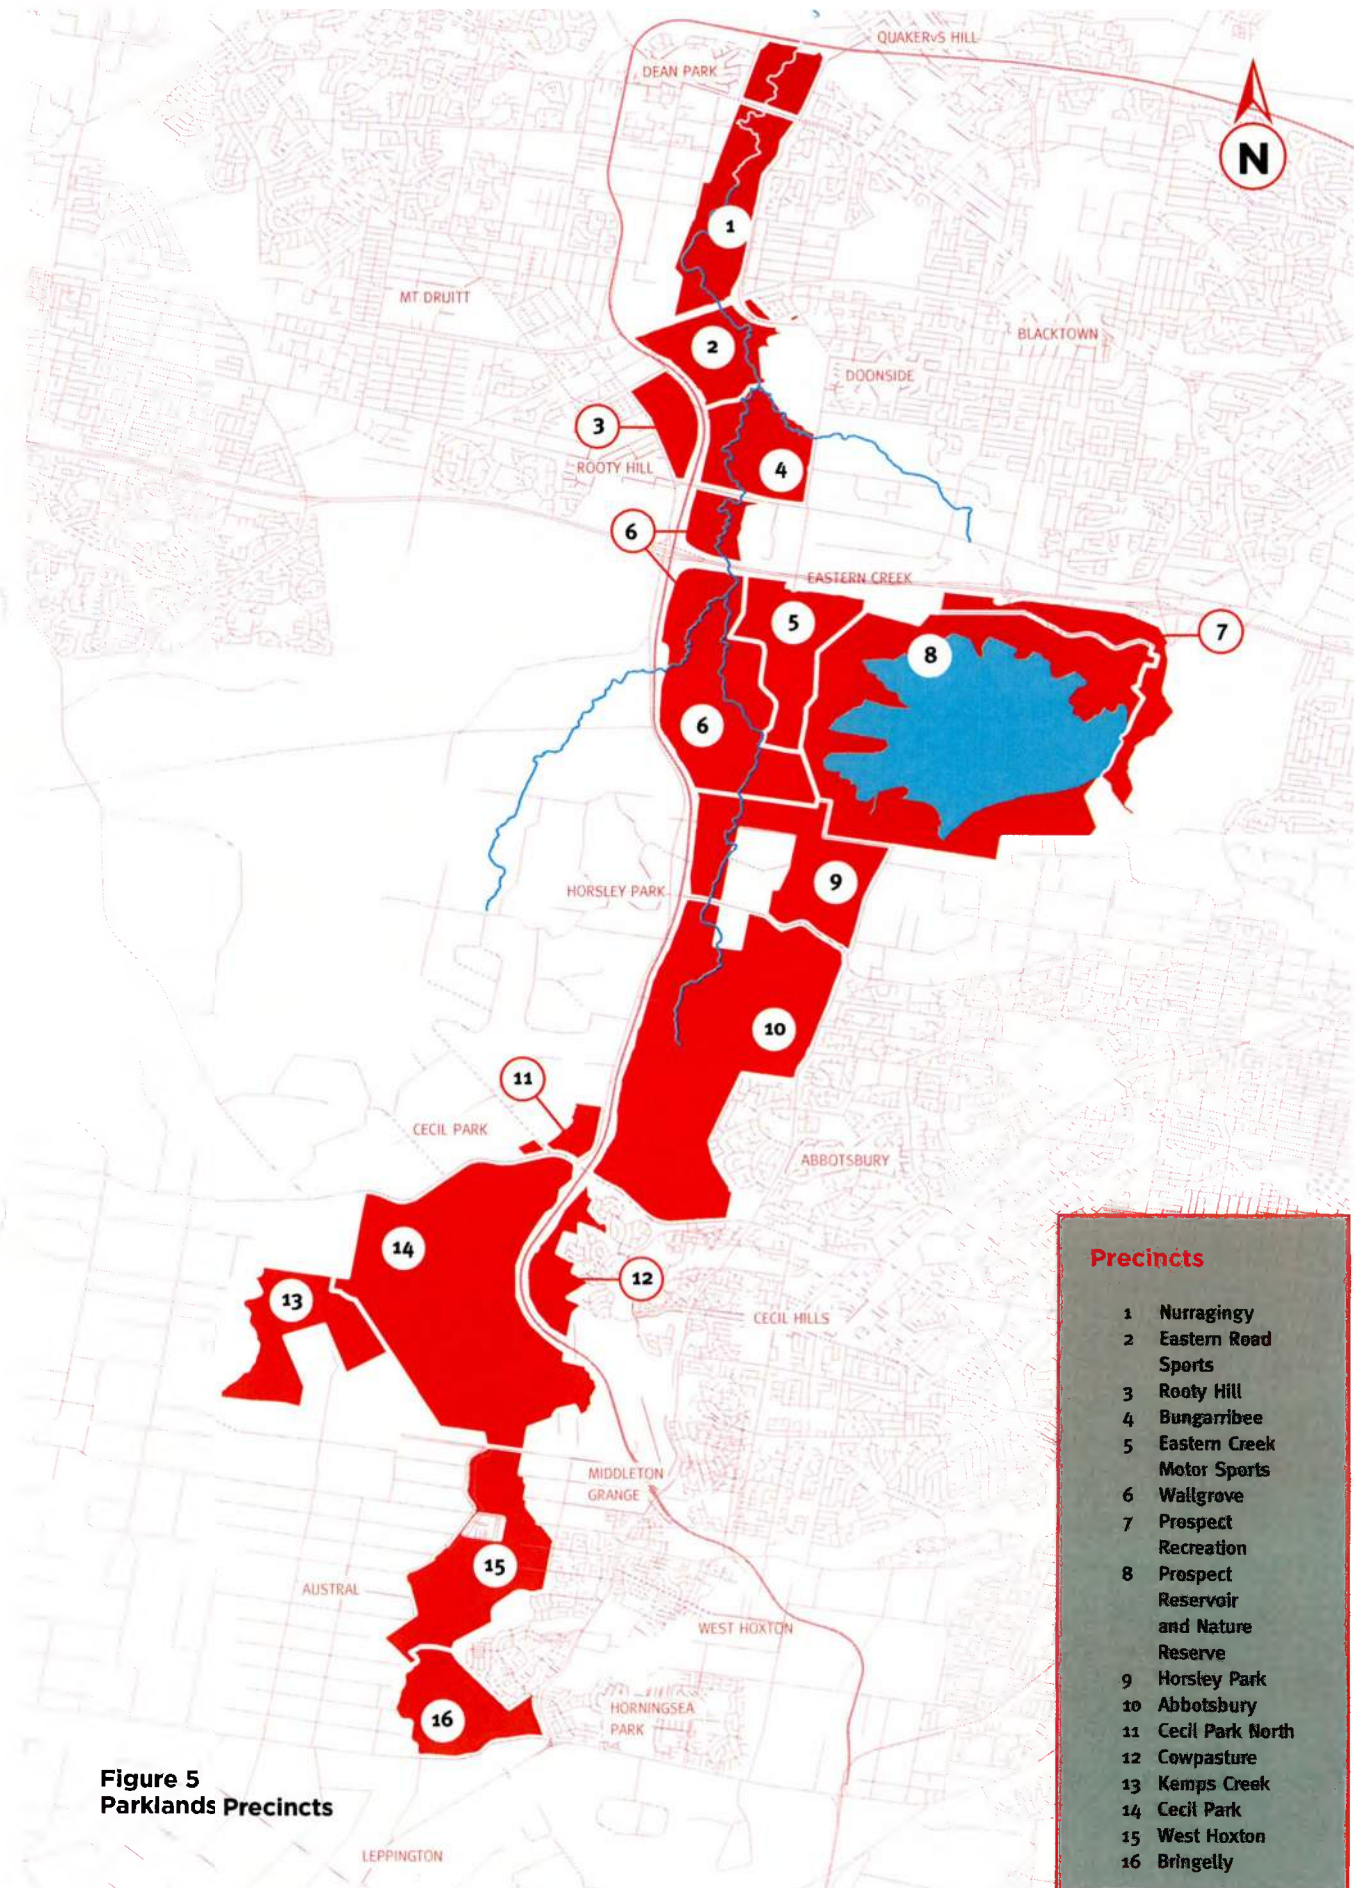 QUAKERVS HILL
DEAN PARK
N
1
MT DRUITT
BLACKTOWN
2
DOONSIDE
3
ROOTY HILL
4
6
EASTERN CREEK
5
7
8
6
HORSLEY PARK
9
10
11
CECIL PARK
ABBOTSBURY
14
12
13
CECIL HILLS
MIDDLETON
GRANGE
15
AUSTRAL
WEST HOXTON
HORNINGSEA
PARK
16
LEPPINGTON
Precincts
1 Nurragingy
2 Eastern Road
Sports
3 Rooty Hill
4 Bungarribee
5 Eastern Creek
Motor Sports
6 Wallgrove
7 Prospect
Recreation
8 Prospect
Reservoir
and Nature
Reserve
9 Horsley Park
10 Abbotsbury
11 Cecil Park North
12 Cowpasture
13 Kemps Creek
14 Cecil Park
15 West Hoxton
16 Bringelly
Figure 5
Parklands Precincts